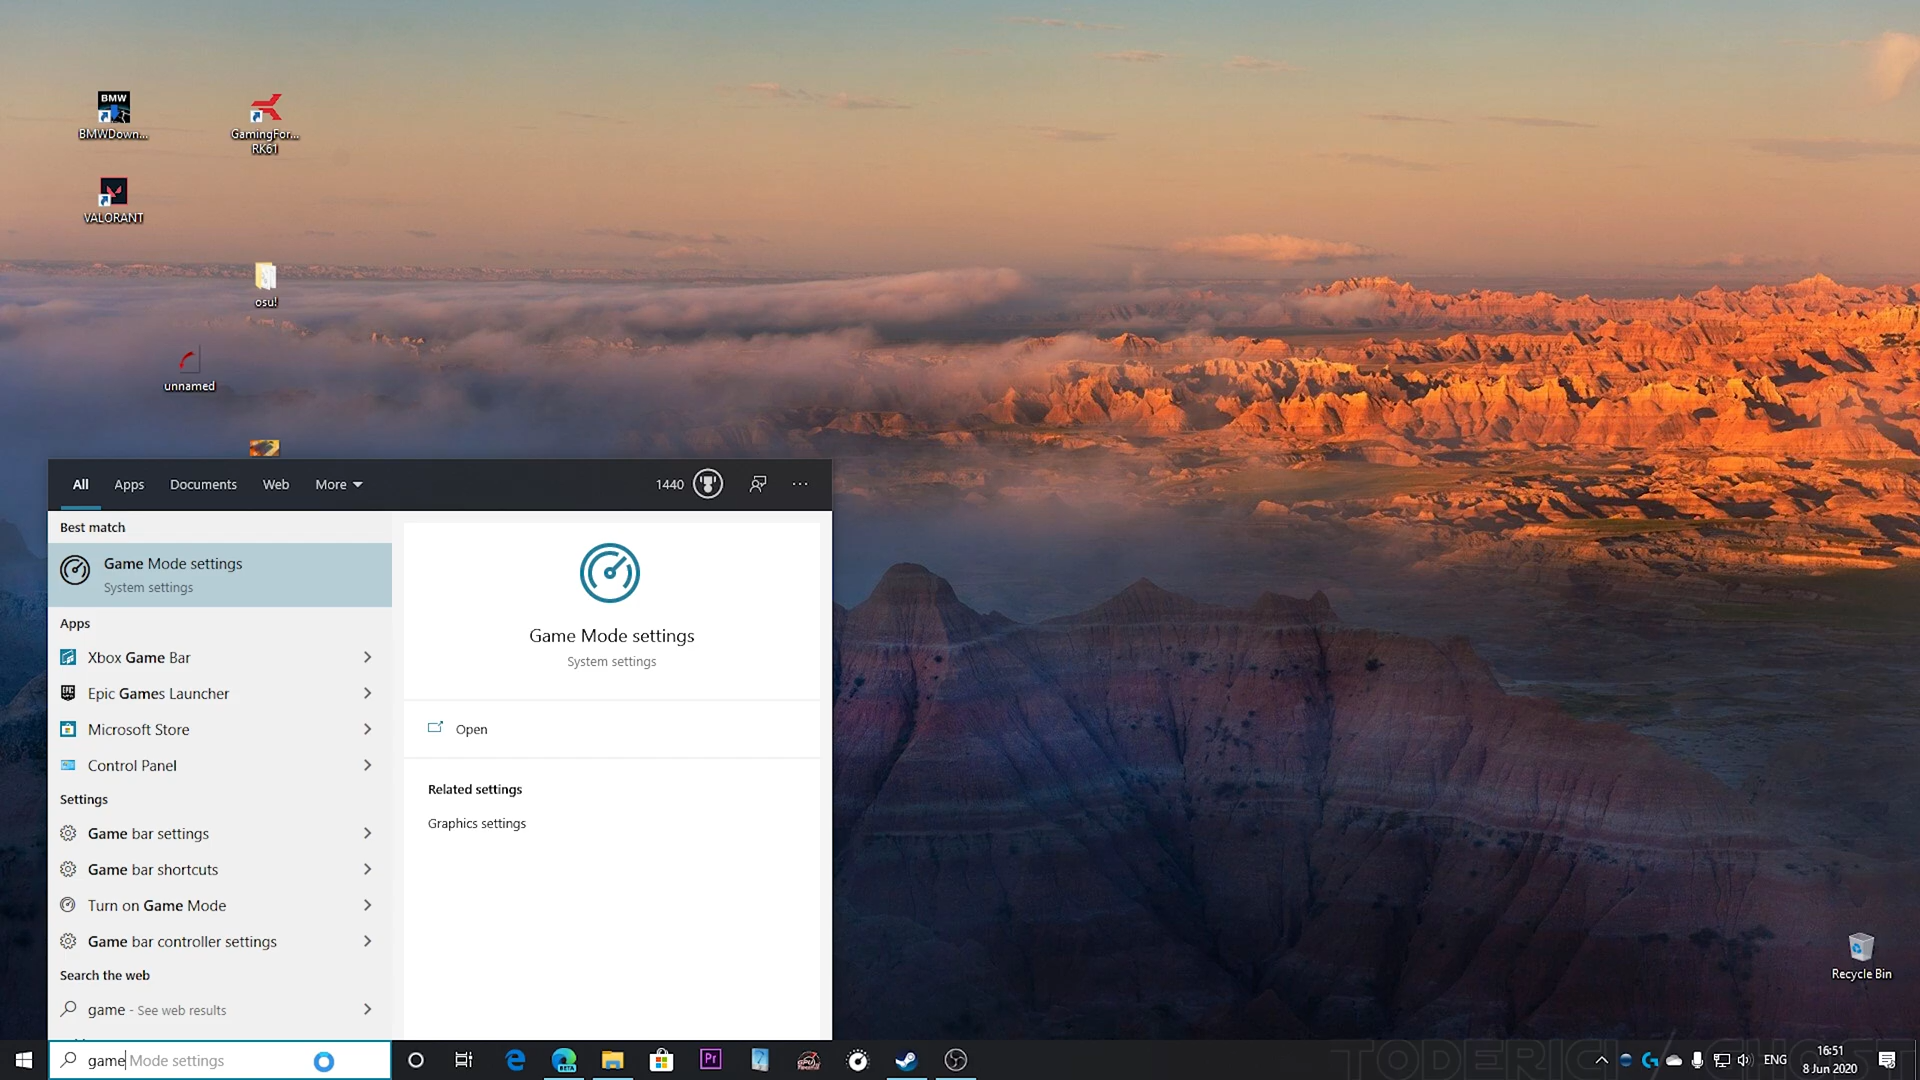 BMW
BMWDown...
GamingFor...
RK61
VALORANT
osu!
unnamed
All Apps Documents Web More 1440
Best match
Game Mode settings
System settings
Apps
Xbox Game Bar
Epic Games Launcher
Microsoft Store
Control Panel
Settings
Game bar settings
Game bar shortcuts
Turn on Game Mode
Game bar controller settings
Search the web
game - See web results
Game Mode settings
System settings
Open
Related settings
Graphics settings
Recycle Bin
game Mode settings
BETA
Pr
ENG
16:51
8 Jun 2020